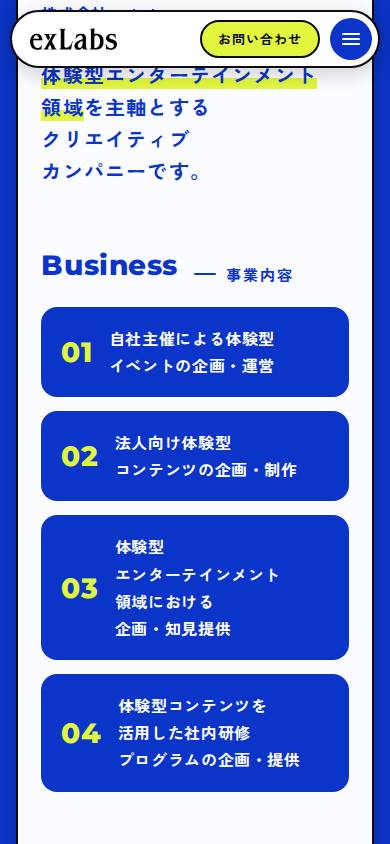 exLabs
お問い合わせ
体験型エンターテインメント
領域を主軸とする
クリエイティブ
カンパニーです。
Business
事業内容
01
自社主催による体験型
イベントの企画・運営
02
法人向け体験型
コンテンツの企画・制作
03
体験型
エンターテインメント
領域における
企画・知見提供
04
体験型コンテンツを
活用した社内研修
プログラムの企画・提供